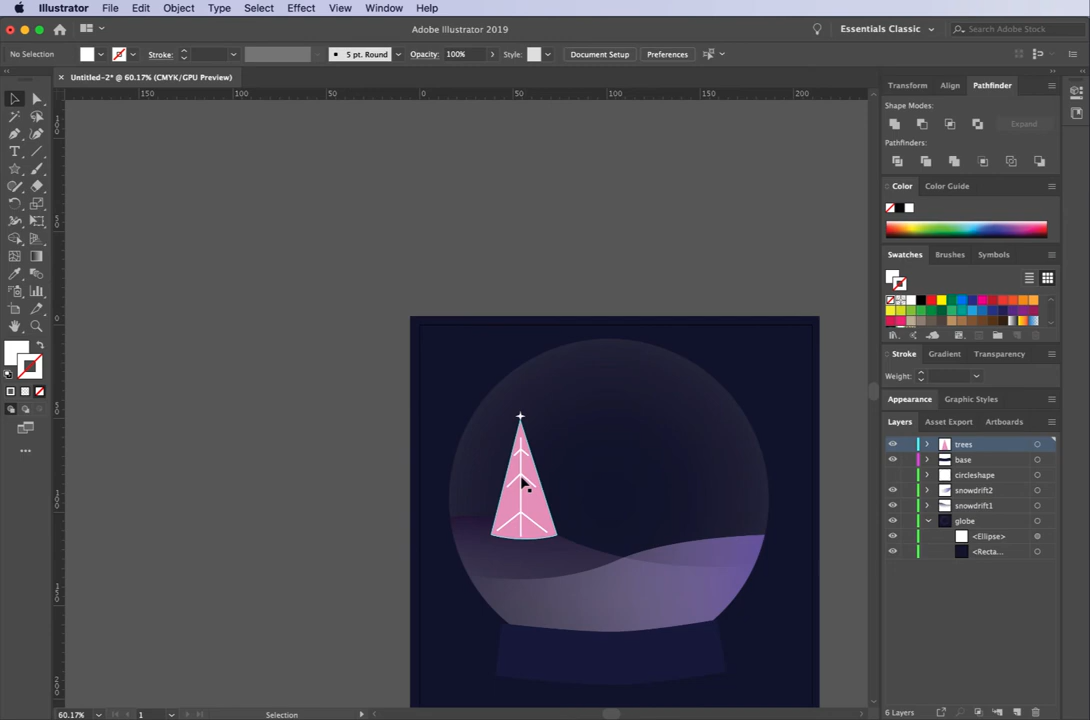 Illustrator File Edit Object Type Select Effect View Window Help
Adobe Illustrator 2019
Essentials Classic
Search Adobe Stock
No Selection
Stroke:
5 pt. Round
Opacity: 100%
Style:
Document Setup
Preferences
× Untitled-2* @ 60.17% (CMYK/GPU Preview)
150 100 50 0 50 100 150 200
Transform Align Pathfinder
Shape Modes:
Expand
Pathfinders:
Color Color Guide
Swatches Brushes Symbols
Stroke Gradient Transparency
Weight:
Appearance Graphic Styles
Layers Asset Export Artboards
trees
base
circleshape
snowdrift2
snowdrift1
globe
<Ellipse>
<Recta...
6 Layers
60.17%
1
Selection